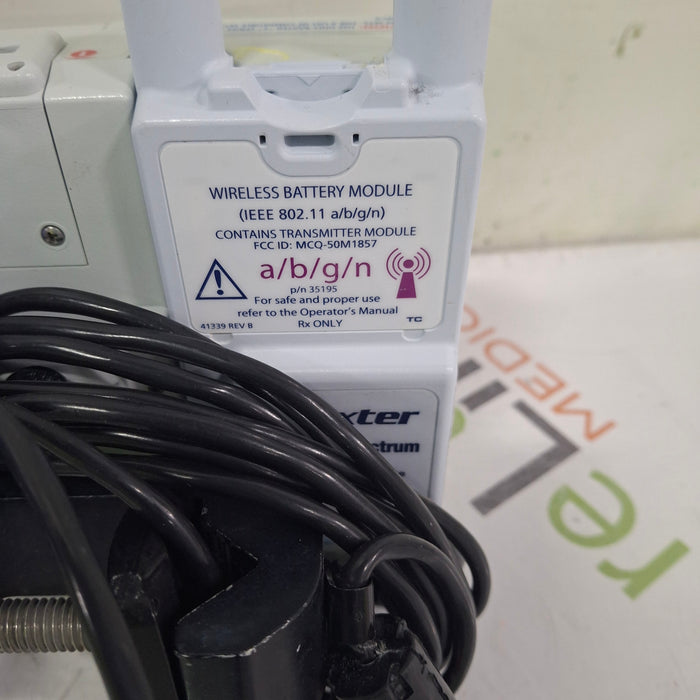 WIRELESS BATTERY MODULE
(IEEE 802.11 a/b/g/n)
CONTAINS TRANSMITTER MODULE
FCC ID: MCQ-50M1857
a/b/g/n
p/n 35195
For safe and proper use
refer to the Operator's Manual
41339 REV B Rx ONLY TC
xter
ctrum
reLink
MEDIC